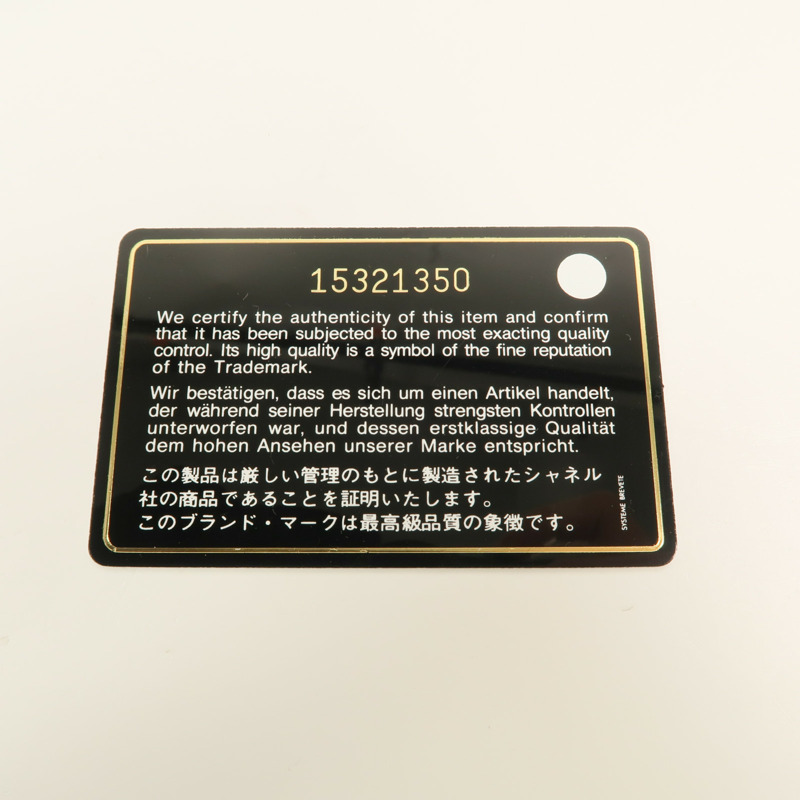 15321350
We certify the authenticity of this item and confirm
that it has been subjected to the most exacting quality
control. Its high quality is a symbol of the fine reputation
of the Trademark.
Wir bestätigen, dass es sich um einen Artikel handelt,
der während seiner Herstellung strengsten Kontrollen
unterworfen war, und dessen erstklassige Qualität
dem hohen Ansehen unserer Marke entspricht.
この製品は厳しい管理のもとに製造されたシャネル
社の商品であることを証明いたします。
このブランド・マークは最高級品質の象徴です。
SYSTEME BREVETE